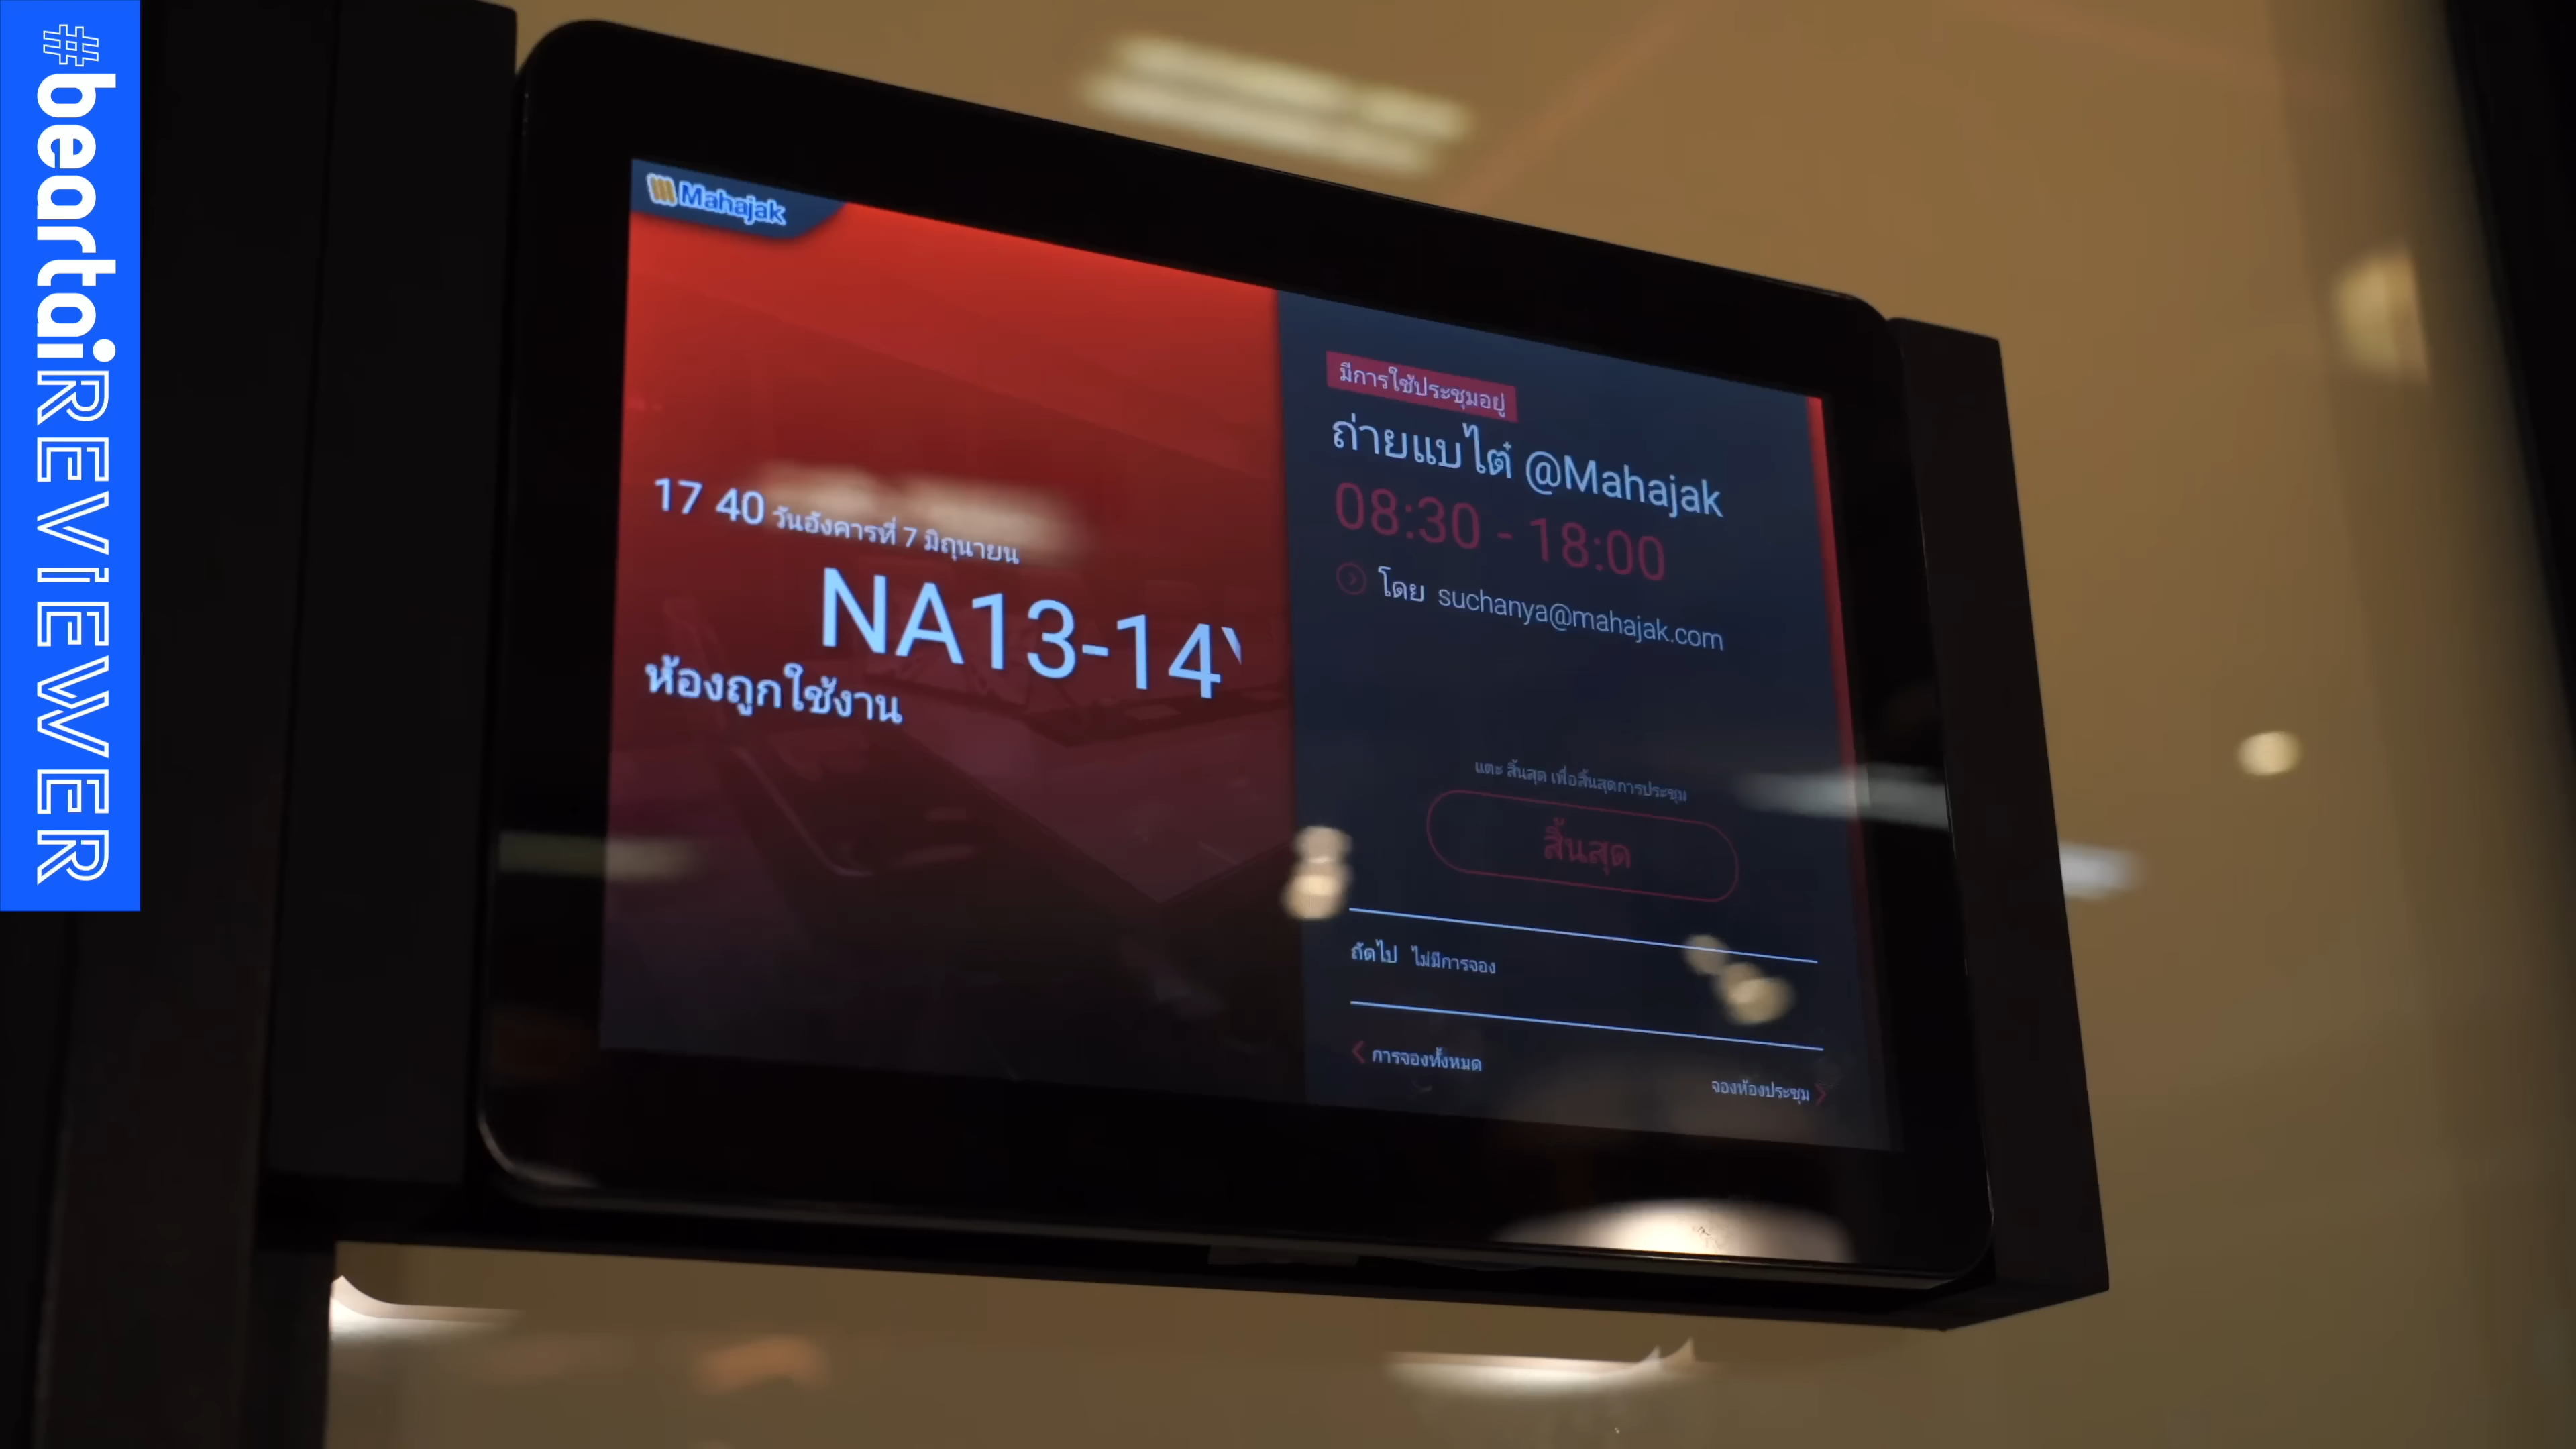 #beartaiREVIEWER
Mahajak
17 40 วันอังคารที่ 7 มิถุนายน
NA13-14
ห้องถูกใช้งาน
มีการใช้ประชุมอยู่
ถ่ายแบไต๋ @Mahajak
08:30 - 18:00
โดย suchanya@mahajak.com
แตะ สิ้นสุด เพื่อสิ้นสุดการประชุม
สิ้นสุด
ถัดไป ไม่มีการจอง
การจองทั้งหมด
จองห้องประชุม